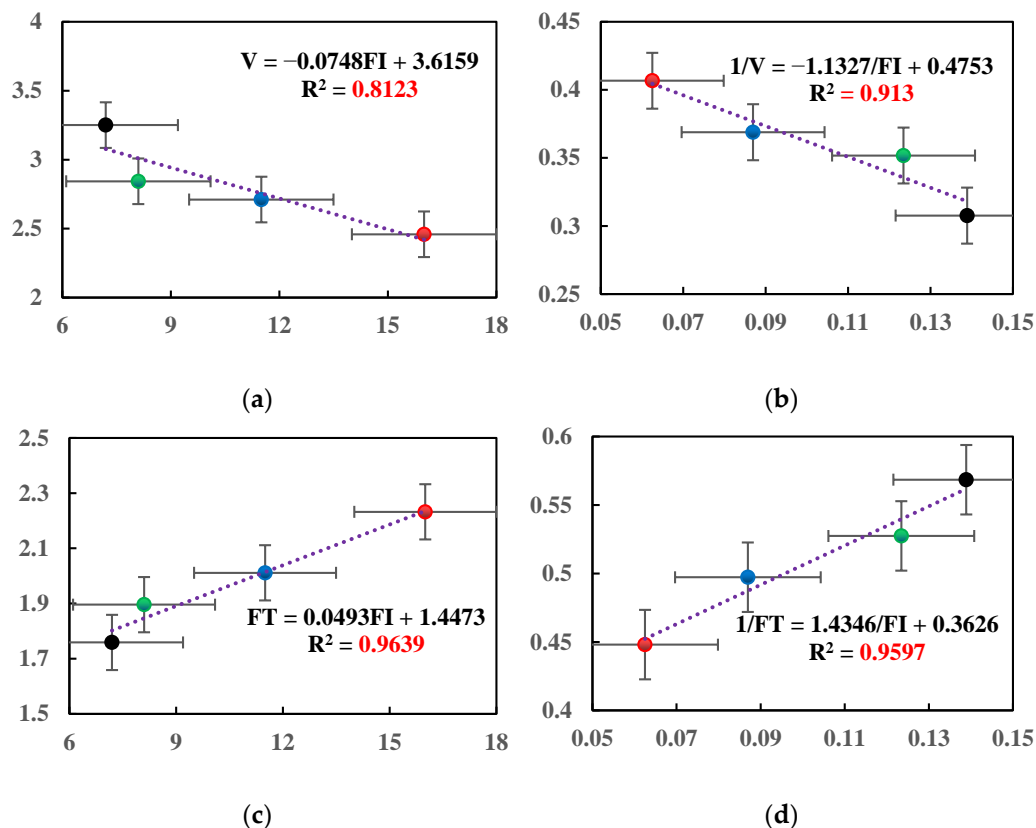 4
3.5
3
2.5
2
6 9 12 15 18
V = −0.0748FI + 3.6159
R² = 0.8123
(a)
0.45
0.4
0.35
0.3
0.25
0.05 0.07 0.09 0.11 0.13 0.15
1/V = −1.1327/FI + 0.4753
R² = 0.913
(b)
2.5
2.3
2.1
1.9
1.7
1.5
6 9 12 15 18
FT = 0.0493FI + 1.4473
R² = 0.9639
(c)
0.6
0.55
0.5
0.45
0.4
0.05 0.07 0.09 0.11 0.13 0.15
1/FT = 1.4346/FI + 0.3626
R² = 0.9597
(d)